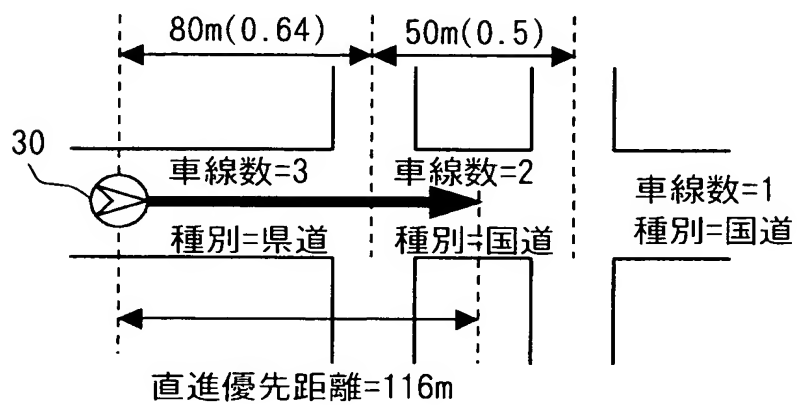 80m(0.64)
50m(0.5)
30
車線数=3
車線数=2
車線数=1
種別=県道
種別=国道
種別=国道
直進優先距離=116m